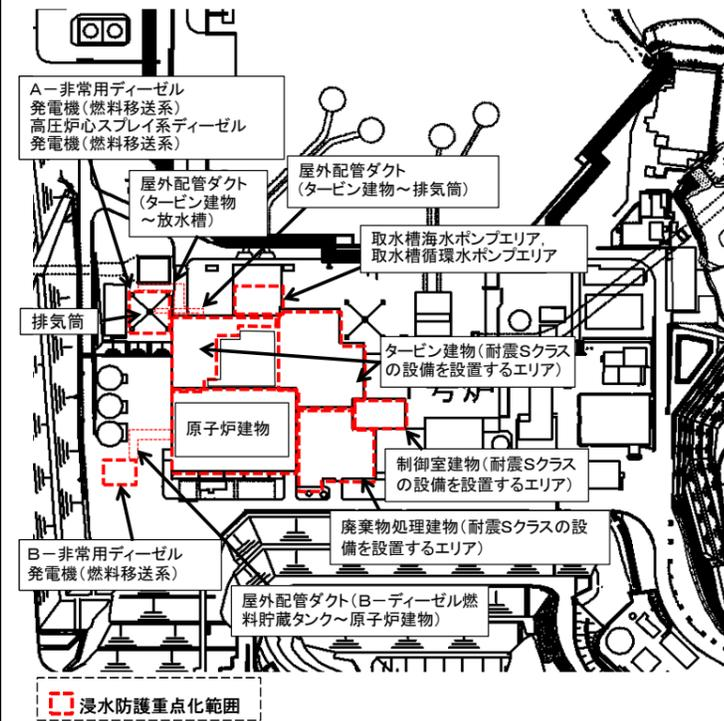 A-非常用ディーゼル
発電機(燃料移送系)
高圧炉心スプレイ系ディーゼル
発電機(燃料移送系)
屋外配管ダクト
(タービン建物
~放水槽)
屋外配管ダクト
(タービン建物~排気筒)
取水槽海水ポンプエリア,
取水槽循環水ポンプエリア
排気筒
タービン建物(耐震Sクラス
の設備を設置するエリア)
号炉
原子炉建物
制御室建物(耐震Sクラス
の設備を設置するエリア)
廃棄物処理建物(耐震Sクラスの設
備を設置するエリア)
B-非常用ディーゼル
発電機(燃料移送系)
屋外配管ダクト(B-ディーゼル燃
料貯蔵タンク~原子炉建物)
浸水防護重点化範囲